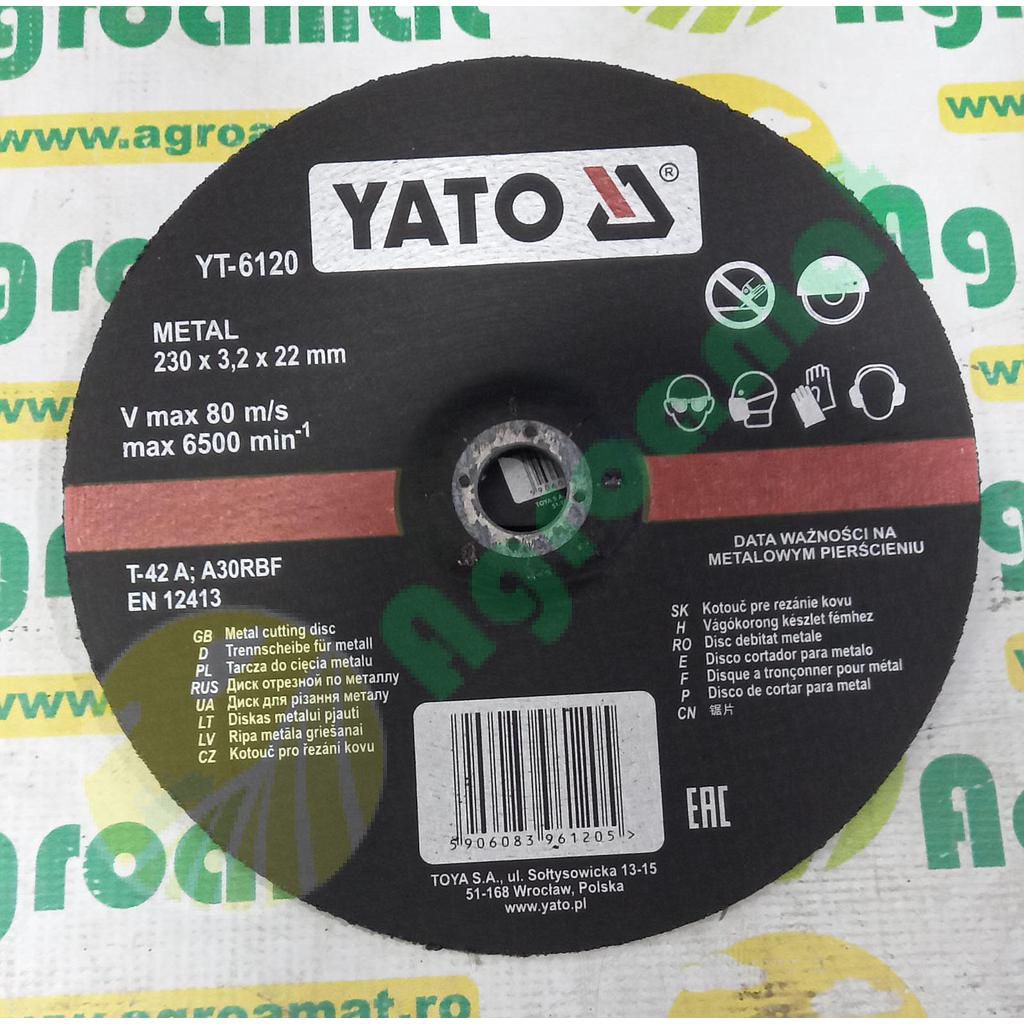 YATO ®
YT-6120
METAL
230 x 3,2 x 22 mm
V max 80 m/s
max 6500 min-1
T-42 A; A30RBF
EN 12413
GB Metal cutting disc
D Trennscheibe für metall
PL Tarcza do cięcia metalu
RUS Диск отрезной по металлу
UA Диск для різання металу
LT Diskas metalui pjauti
LV Ripa metāla griešanai
CZ Kotouč pro řezání kovu
DATA WAŻNOŚCI NA
METALOWYM PIERŚCIENIU
SK Kotouč pre rezánie kovu
H Vágókorong készlet fémhez
RO Disc debitat metale
E Disco cortador para metalo
F Disque a tronçonner pour métal
P Disco de cortar para metal
CN 锯片
5906083 961205 >
EAC
TOYA S.A., ul. Sołtysowicka 13-15
51-168 Wrocław, Polska
www.yato.pl
TOYA S.A.
Agroamat
www.agroamat.ro